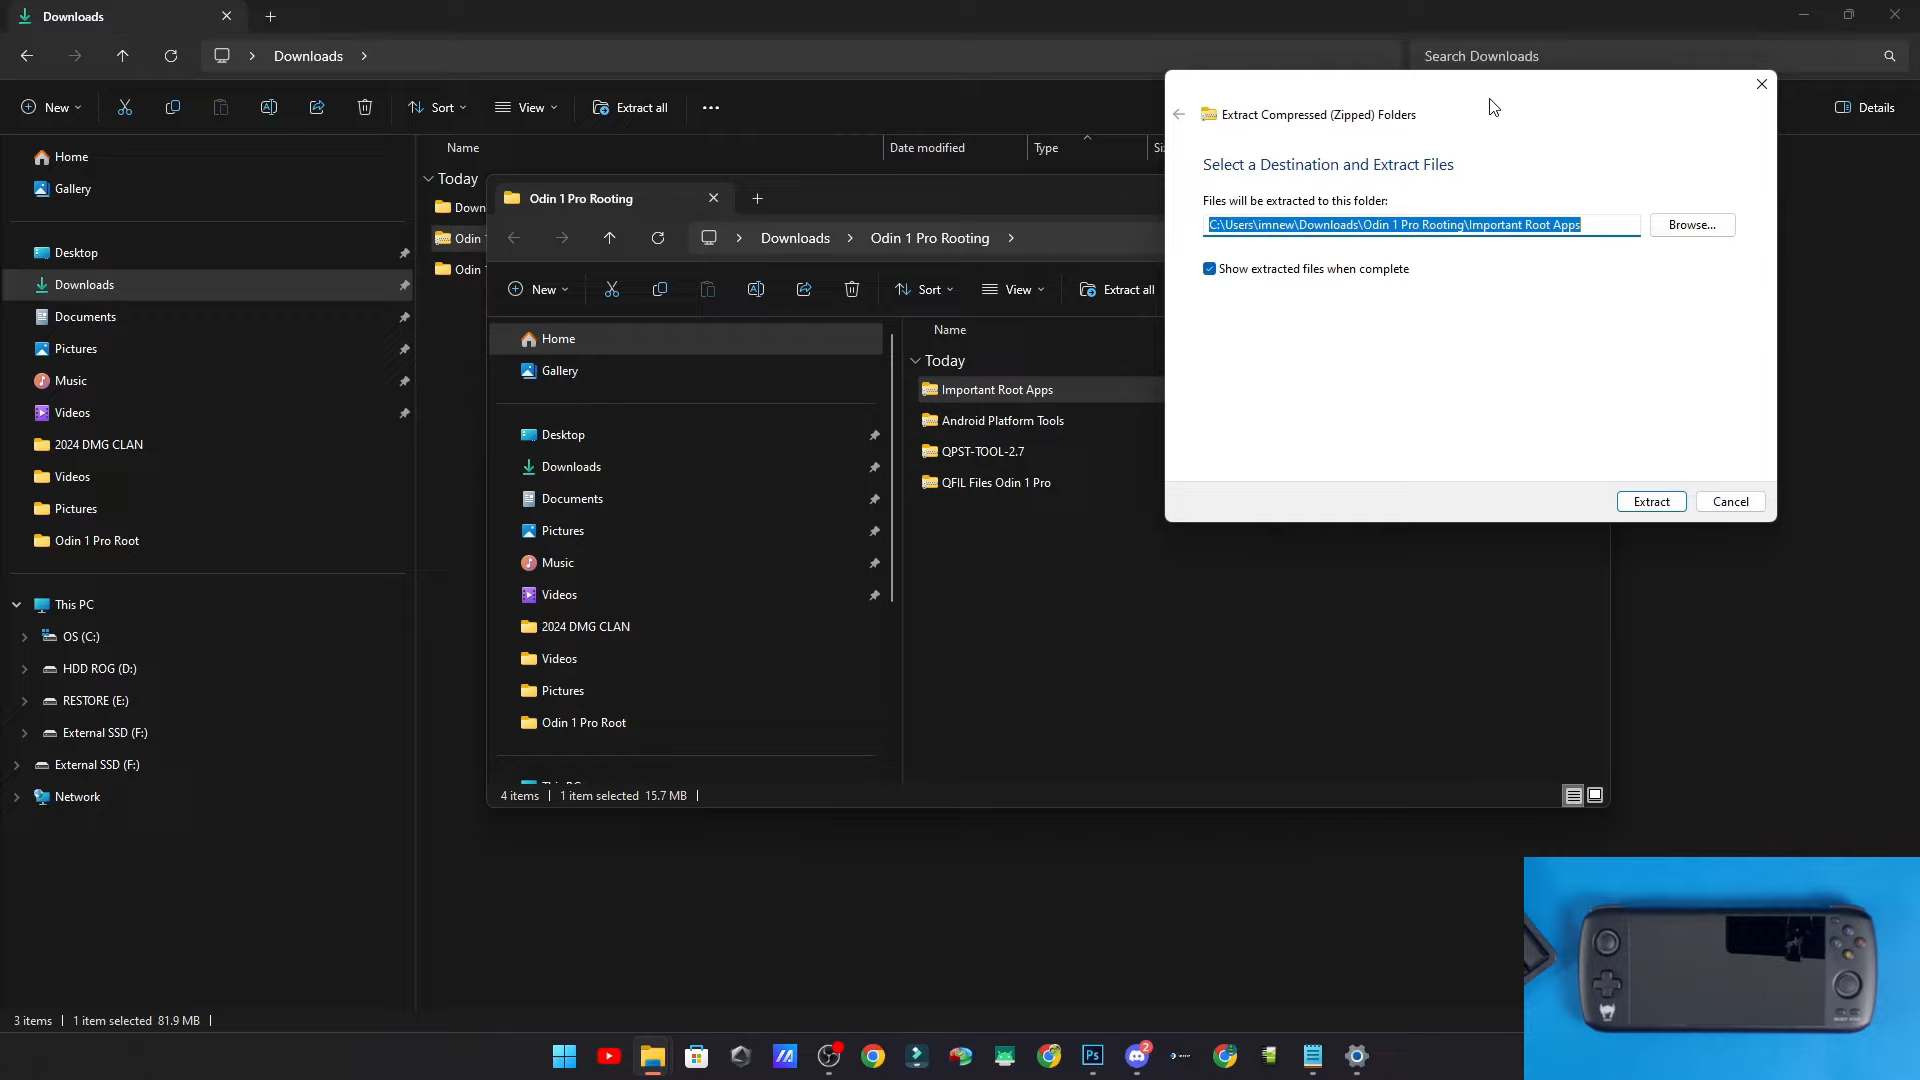 Downloads
Downloads
Search Downloads
New
Sort
View
Extract all
Details
Home
Gallery
Desktop
Downloads
Documents
Pictures
Music
Videos
2024 DMG CLAN
Videos
Pictures
Odin 1 Pro Root
This PC
OS (C:)
HDD ROG (D:)
RESTORE (E:)
External SSD (F:)
External SSD (F:)
Network
3 items
1 item selected 81.9 MB
Name
Date modified
Type
Today
Odin
Odin
Odin 1 Pro Rooting
Downloads
Odin 1 Pro Rooting
New
Sort
View
Extract all
Home
Gallery
Desktop
Downloads
Documents
Pictures
Music
Videos
2024 DMG CLAN
Videos
Pictures
Odin 1 Pro Root
Name
Today
Important Root Apps
Android Platform Tools
QPST-TOOL-2.7
QFIL Files Odin 1 Pro
4 items
1 item selected 15.7 MB
Extract Compressed (Zipped) Folders
Select a Destination and Extract Files
Files will be extracted to this folder:
C:\Users\imnew\Downloads\Odin 1 Pro Rooting\Important Root Apps
Browse...
Show extracted files when complete
Extract
Cancel
Ps
2